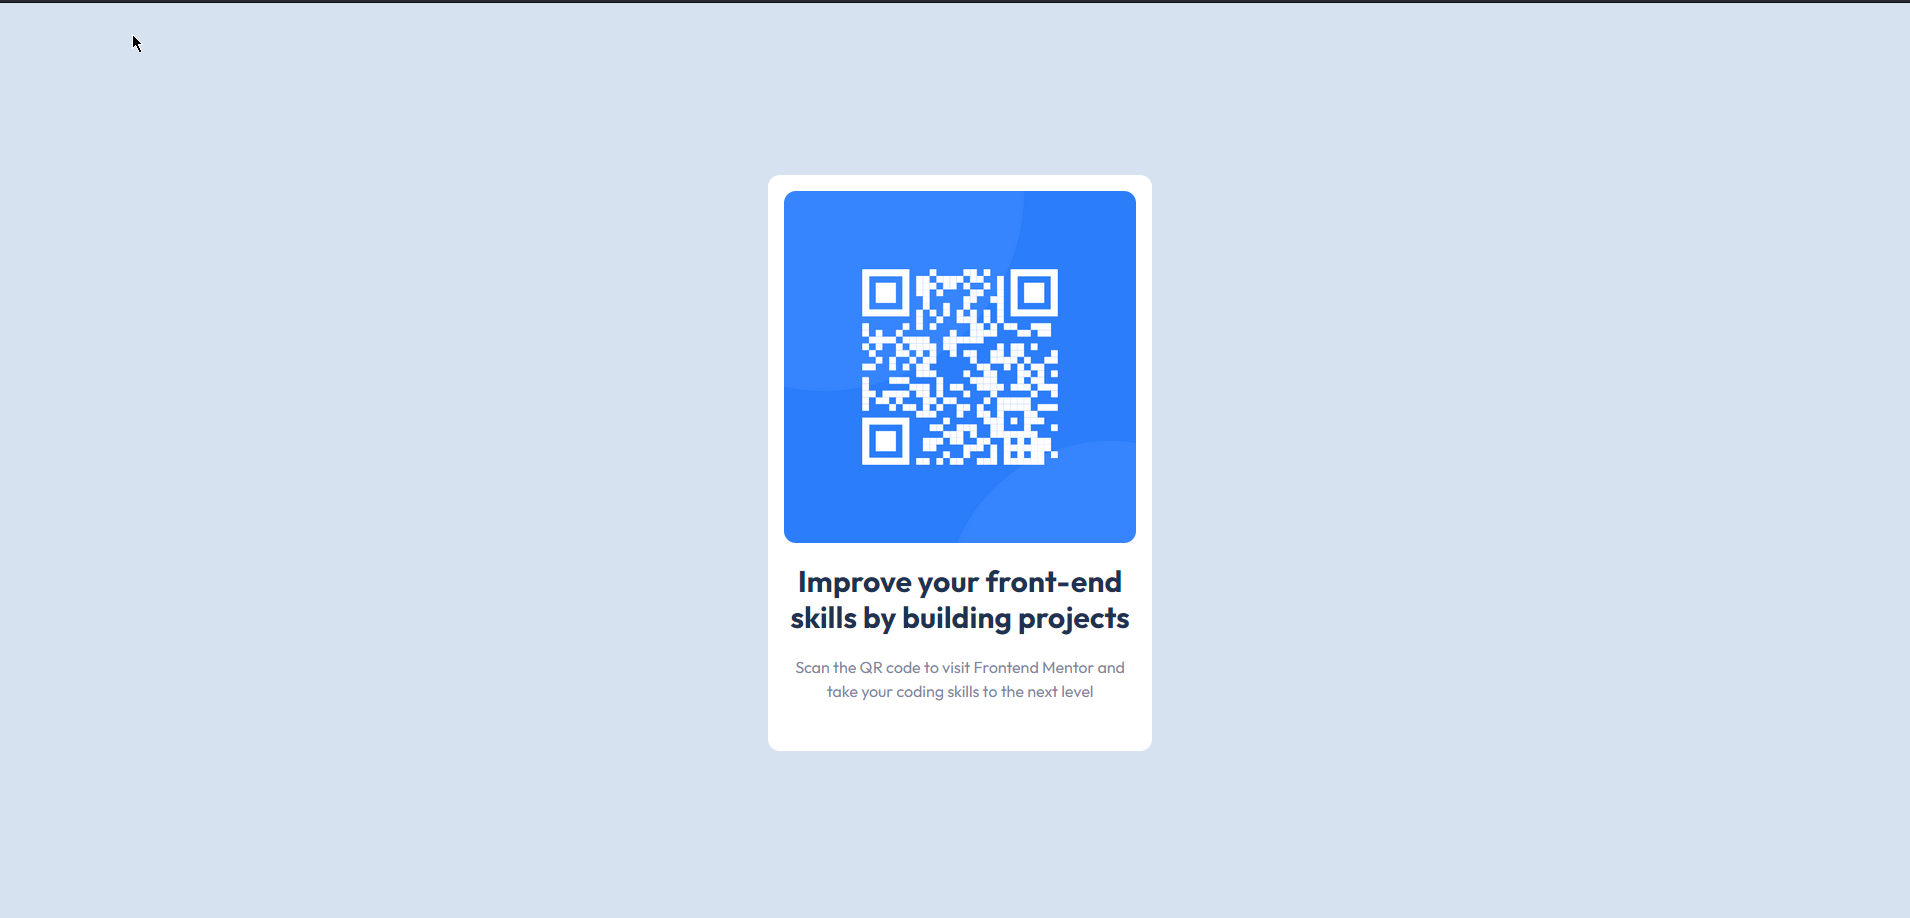 Improve your front-end
skills by building projects
Scan the QR code to visit Frontend Mentor and
take your coding skills to the next level